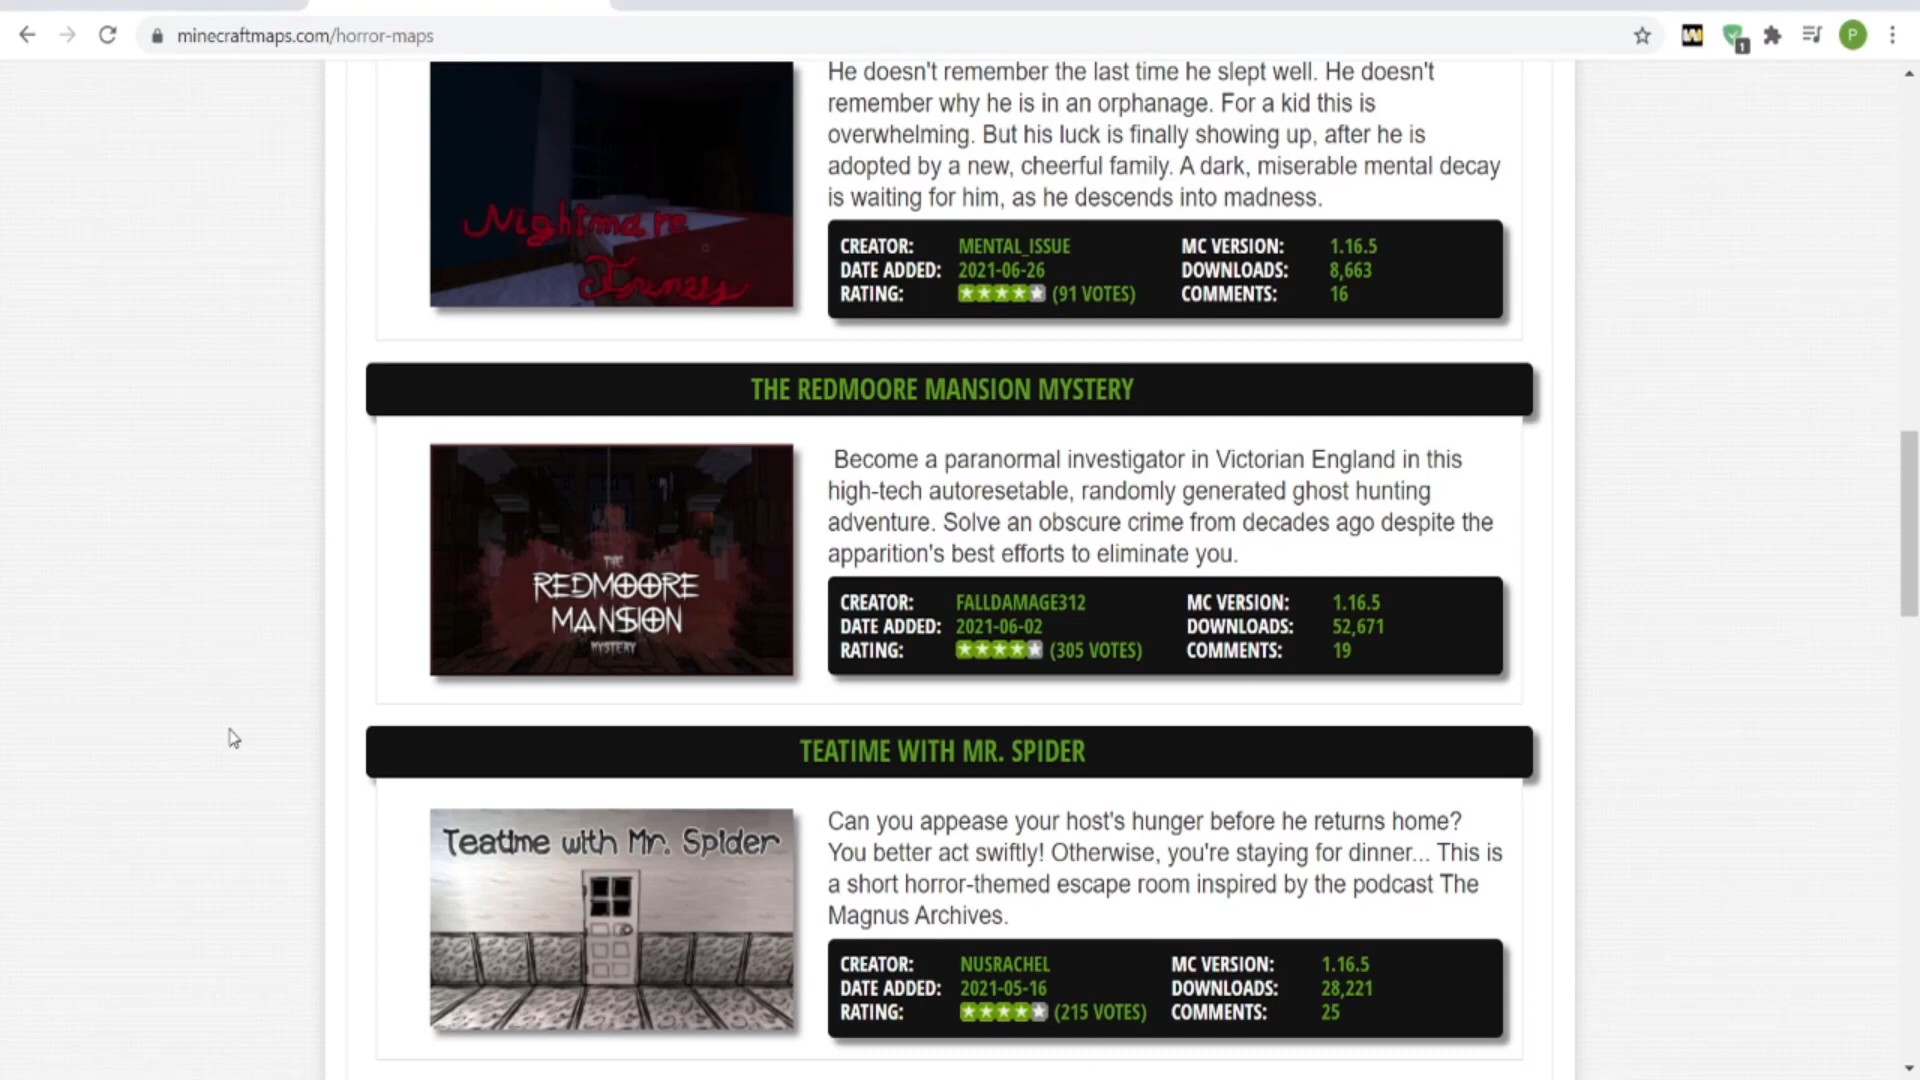 minecraftmaps.com/horror-maps
1
P
He doesn't remember the last time he slept well. He doesn't
remember why he is in an orphanage. For a kid this is
overwhelming. But his luck is finally showing up, after he is
adopted by a new, cheerful family. A dark, miserable mental decay
is waiting for him, as he descends into madness.
Nightmare
CREATOR: MENTAL_ISSUE MC VERSION: 1.16.5
DATE ADDED: 2021-06-26 DOWNLOADS: 8,663
RATING: (91 VOTES) COMMENTS: 16
THE REDMOORE MANSION MYSTERY
THE
REDMOORE
MANSION
MYSTERY
Become a paranormal investigator in Victorian England in this
high-tech autoresetable, randomly generated ghost hunting
adventure. Solve an obscure crime from decades ago despite the
apparition's best efforts to eliminate you.
CREATOR: FALLDAMAGE312 MC VERSION: 1.16.5
DATE ADDED: 2021-06-02 DOWNLOADS: 52,671
RATING: (305 VOTES) COMMENTS: 19
TEATIME WITH MR. SPIDER
Teatime with Mr. Spider
Can you appease your host's hunger before he returns home?
You better act swiftly! Otherwise, you're staying for dinner... This is
a short horror-themed escape room inspired by the podcast The
Magnus Archives.
CREATOR: NUSRACHEL MC VERSION: 1.16.5
DATE ADDED: 2021-05-16 DOWNLOADS: 28,221
RATING: (215 VOTES) COMMENTS: 25